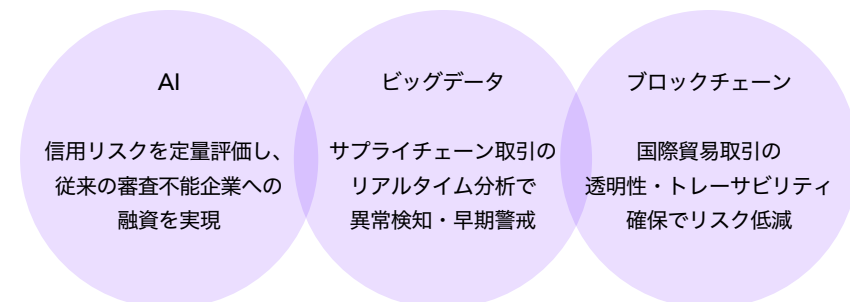 AI
信用リスクを定量評価し、
従来の審査不能企業への
融資を実現
ビッグデータ
サプライチェーン取引の
リアルタイム分析で
異常検知・早期警戒
ブロックチェーン
国際貿易取引の
透明性・トレーサビリティ
確保でリスク低減